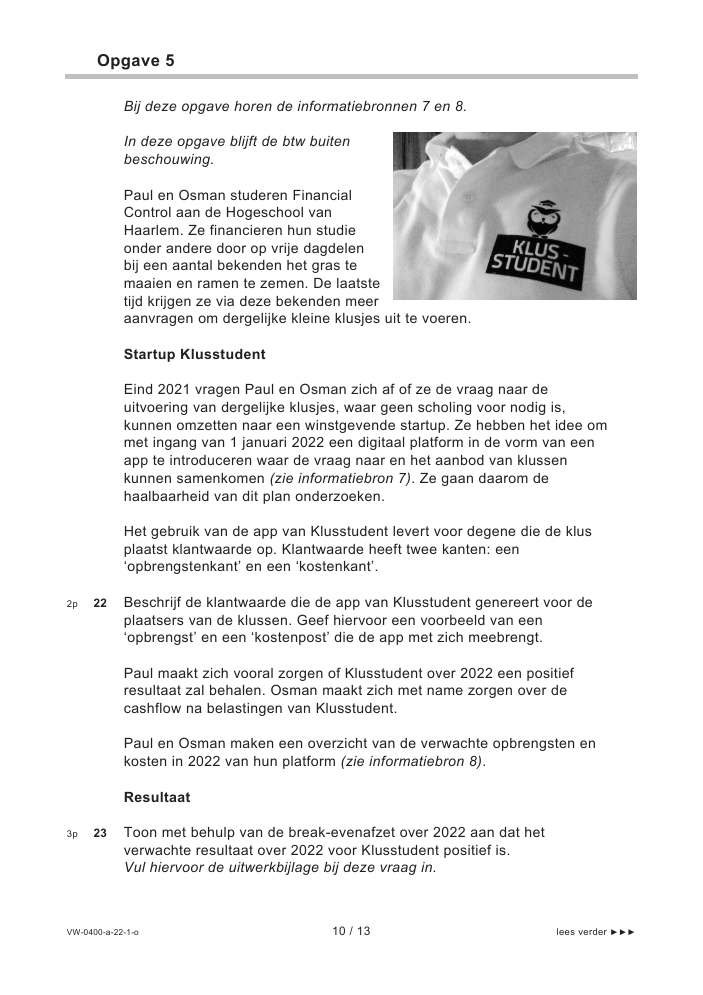 Opgave 5
Bij deze opgave horen de informatiebronnen 7 en 8.
In deze opgave blijft de btw buiten
beschouwing.
Paul en Osman studeren Financial
Control aan de Hogeschool van
Haarlem. Ze financieren hun studie
onder andere door op vrije dagdelen
bij een aantal bekenden het gras te
maaien en ramen te zemen. De laatste
tijd krijgen ze via deze bekenden meer
aanvragen om dergelijke kleine klusjes uit te voeren.
KLUS-
STUDENT
Startup Klusstudent
Eind 2021 vragen Paul en Osman zich af of ze de vraag naar de
uitvoering van dergelijke klusjes, waar geen scholing voor nodig is,
kunnen omzetten naar een winstgevende startup. Ze hebben het idee om
met ingang van 1 januari 2022 een digitaal platform in de vorm van een
app te introduceren waar de vraag naar en het aanbod van klussen
kunnen samenkomen (zie informatiebron 7). Ze gaan daarom de
haalbaarheid van dit plan onderzoeken.
Het gebruik van de app van Klusstudent levert voor degene die de klus
plaatst klantwaarde op. Klantwaarde heeft twee kanten: een
‘opbrengstenkant’ en een ‘kostenkant’.
2p 22 Beschrijf de klantwaarde die de app van Klusstudent genereert voor de
plaatsers van de klussen. Geef hiervoor een voorbeeld van een
‘opbrengst’ en een ‘kostenpost’ die de app met zich meebrengt.
Paul maakt zich vooral zorgen of Klusstudent over 2022 een positief
resultaat zal behalen. Osman maakt zich met name zorgen over de
cashflow na belastingen van Klusstudent.
Paul en Osman maken een overzicht van de verwachte opbrengsten en
kosten in 2022 van hun platform (zie informatiebron 8).
Resultaat
3p 23 Toon met behulp van de break-evenafzet over 2022 aan dat het
verwachte resultaat over 2022 voor Klusstudent positief is.
Vul hiervoor de uitwerkbijlage bij deze vraag in.
VW-0400-a-22-1-o 10 / 13 lees verder ►►►